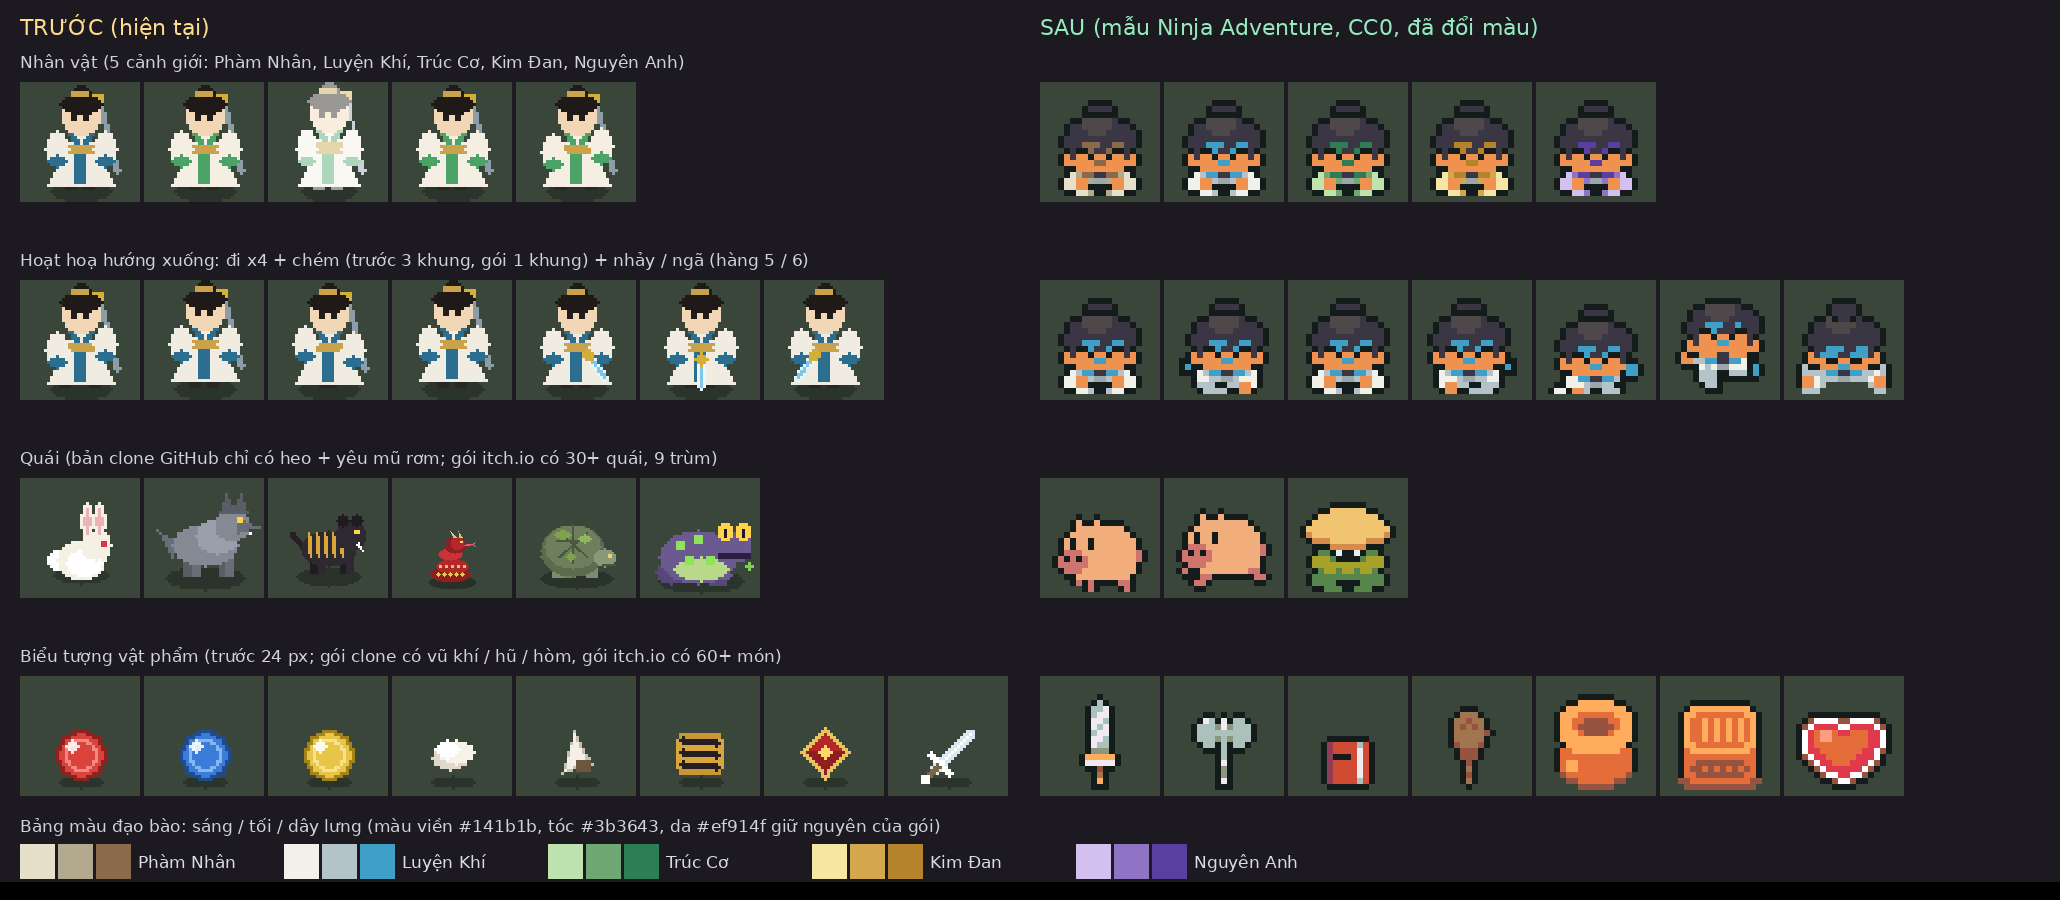 TRƯỚC (hiện tại)
SAU (mẫu Ninja Adventure, CC0, đã đổi màu)
Nhân vật (5 cảnh giới: Phàm Nhân, Luyện Khí, Trúc Cơ, Kim Đan, Nguyên Anh)
Hoạt hoạ hướng xuống: đi x4 + chém (trước 3 khung, gói 1 khung) + nhảy / ngã (hàng 5 / 6)
Quái (bản clone GitHub chỉ có heo + yêu mũ rơm; gói itch.io có 30+ quái, 9 trùm)
Biểu tượng vật phẩm (trước 24 px; gói clone có vũ khí / hũ / hòm, gói itch.io có 60+ món)
Bảng màu đạo bào: sáng / tối / dây lưng (màu viền #141b1b, tóc #3b3643, da #ef914f giữ nguyên của gói)
Phàm Nhân
Luyện Khí
Trúc Cơ
Kim Đan
Nguyên Anh